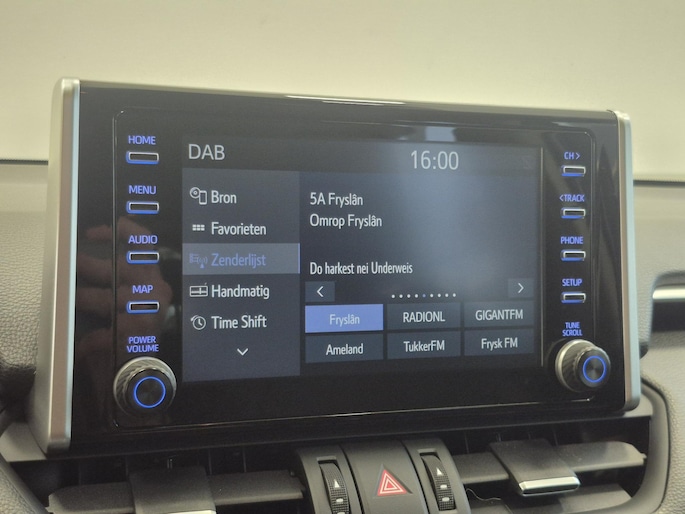 HOME
MENU
AUDIO
MAP
POWER
VOLUME
DAB
16:00
Bron
Favorieten
Zenderlijst
Handmatig
Time Shift
5A Fryslân
Omrop Fryslân
Do harkest nei Underweis
Fryslân
RADIONL
GIGANTFM
Ameland
TukkerFM
Frysk FM
CH >
< TRACK
PHONE
SETUP
TUNE
SCROLL